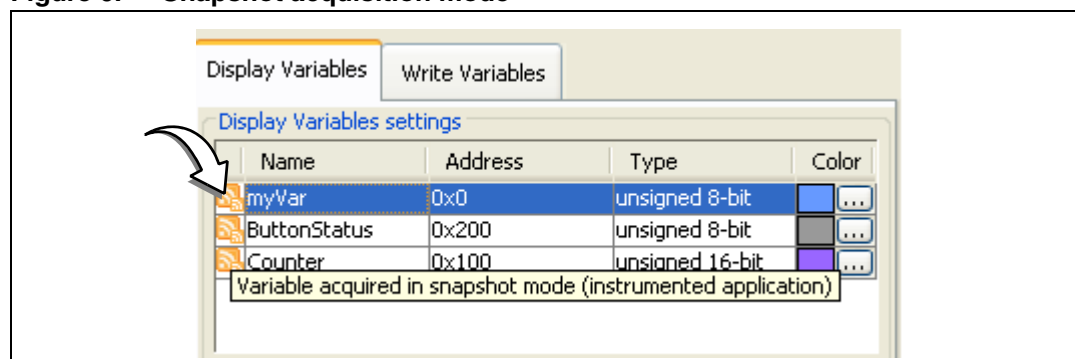 Display Variables Write Variables
Display Variables settings
Name Address Type Color
myVar 0x0 unsigned 8-bit ...
ButtonStatus 0x200 unsigned 8-bit ...
Counter 0x100 unsigned 16-bit ...
Variable acquired in snapshot mode (instrumented application)